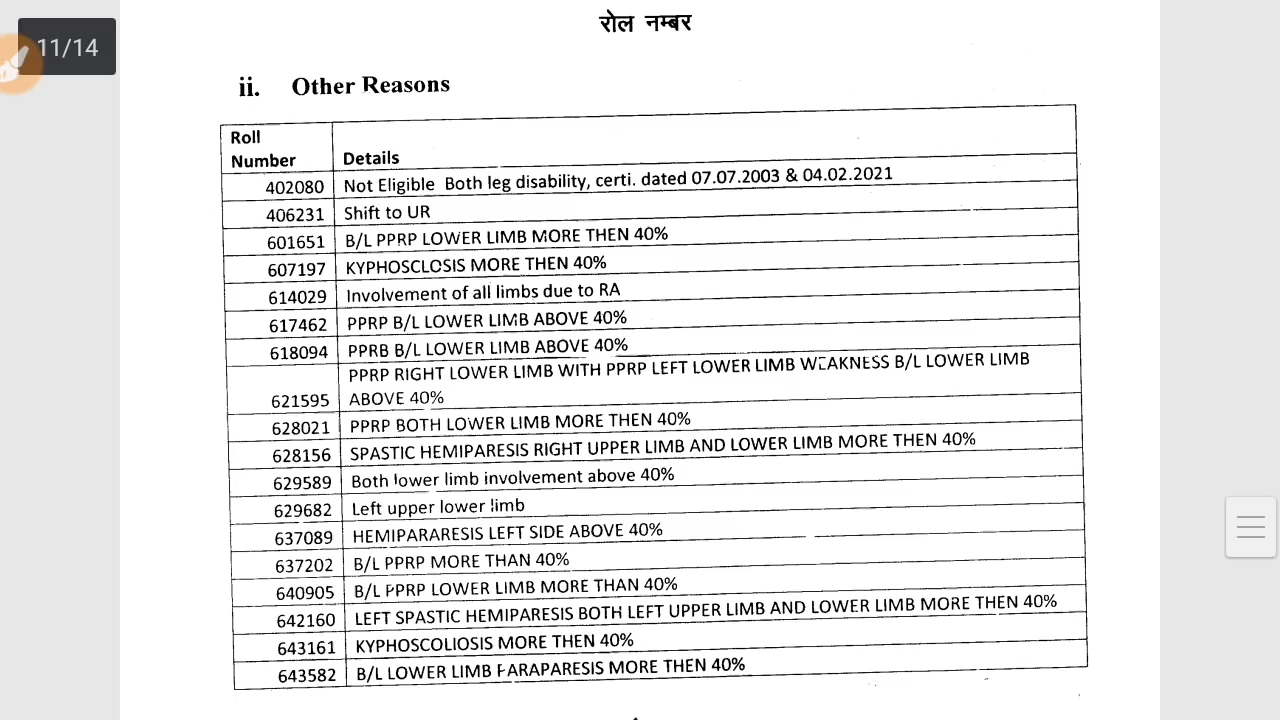 रोल नम्बर
11/14
ii. Other Reasons
Roll
Number Details
402080 Not Eligible Both leg disability, certi. dated 07.07.2003 & 04.02.2021
406231 Shift to UR
601651 B/L PPRP LOWER LIMB MORE THEN 40%
607197 KYPHOSCLOSIS MORE THEN 40%
614029 Involvement of all limbs due to RA
617462 PPRP B/L LOWER LIMB ABOVE 40%
618094 PPRB B/L LOWER LIMB ABOVE 40%
PPRP RIGHT LOWER LIMB WITH PPRP LEFT LOWER LIMB WEAKNESS B/L LOWER LIMB
621595 ABOVE 40%
628021 PPRP BOTH LOWER LIMB MORE THEN 40%
628156 SPASTIC HEMIPARESIS RIGHT UPPER LIMB AND LOWER LIMB MORE THEN 40%
629589 Both lower limb involvement above 40%
629682 Left upper lower limb
637089 HEMIPARARESIS LEFT SIDE ABOVE 40%
637202 B/L PPRP MORE THAN 40%
640905 B/L PPRP LOWER LIMB MORE THAN 40%
642160 LEFT SPASTIC HEMIPARESIS BOTH LEFT UPPER LIMB AND LOWER LIMB MORE THEN 40%
643161 KYPHOSCOLIOSIS MORE THEN 40%
643582 B/L LOWER LIMB PARAPARESIS MORE THEN 40%